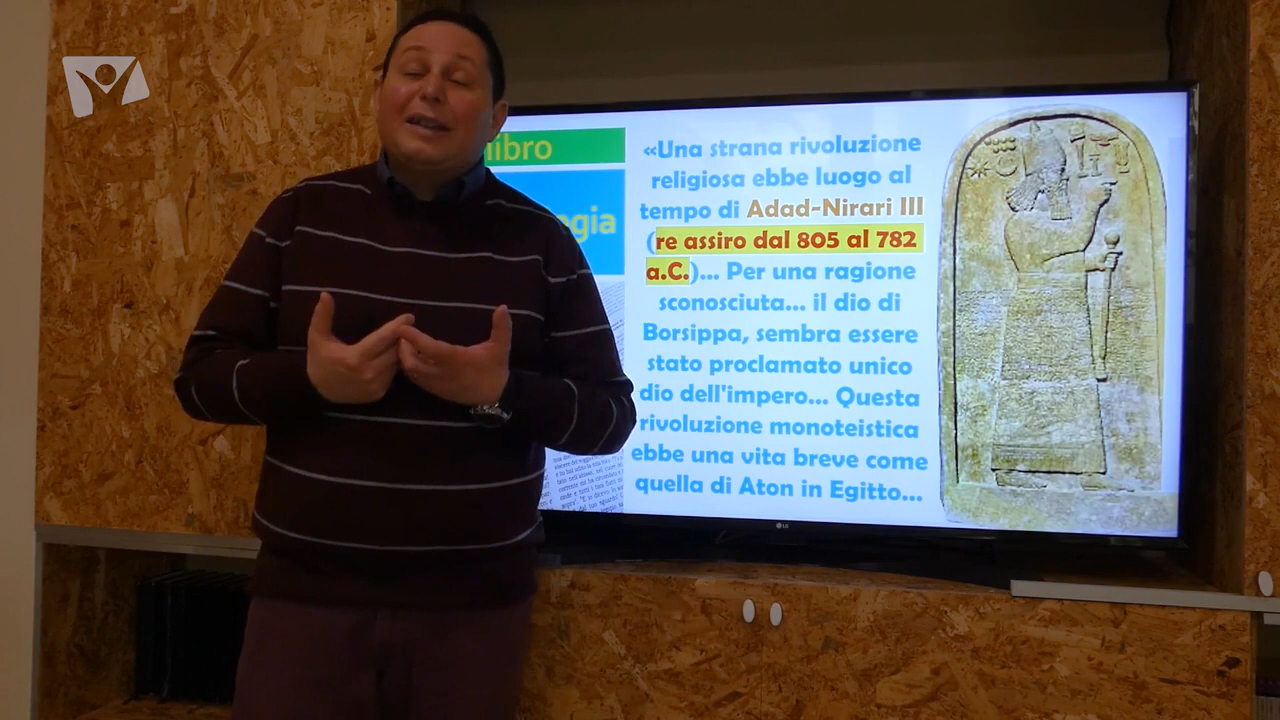 libro
gia
«Una strana rivoluzione
religiosa ebbe luogo al
tempo di Adad-Nirari III
(re assiro dal 805 al 782
a.C.)... Per una ragione
sconosciuta... il dio di
Borsippa, sembra essere
stato proclamato unico
dio dell'impero... Questa
rivoluzione monoteistica
ebbe una vita breve come
quella di Aton in Egitto...
LG